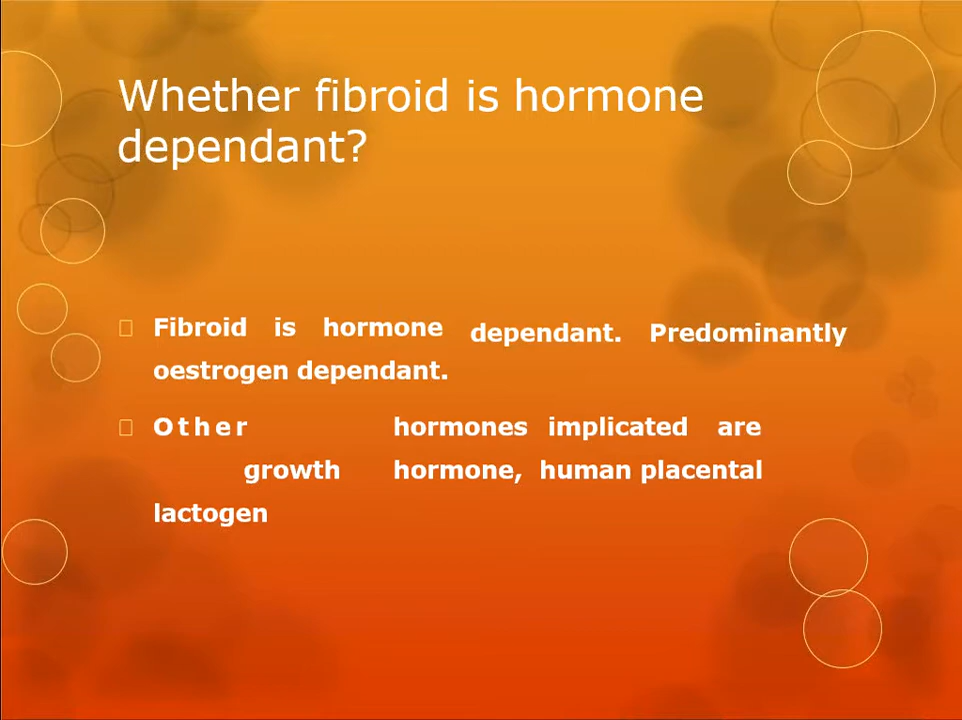 Whether fibroid is hormone
dependant?
Fibroid is hormone dependant. Predominantly
oestrogen dependant.
Other hormones implicated are
growth hormone, human placental
lactogen